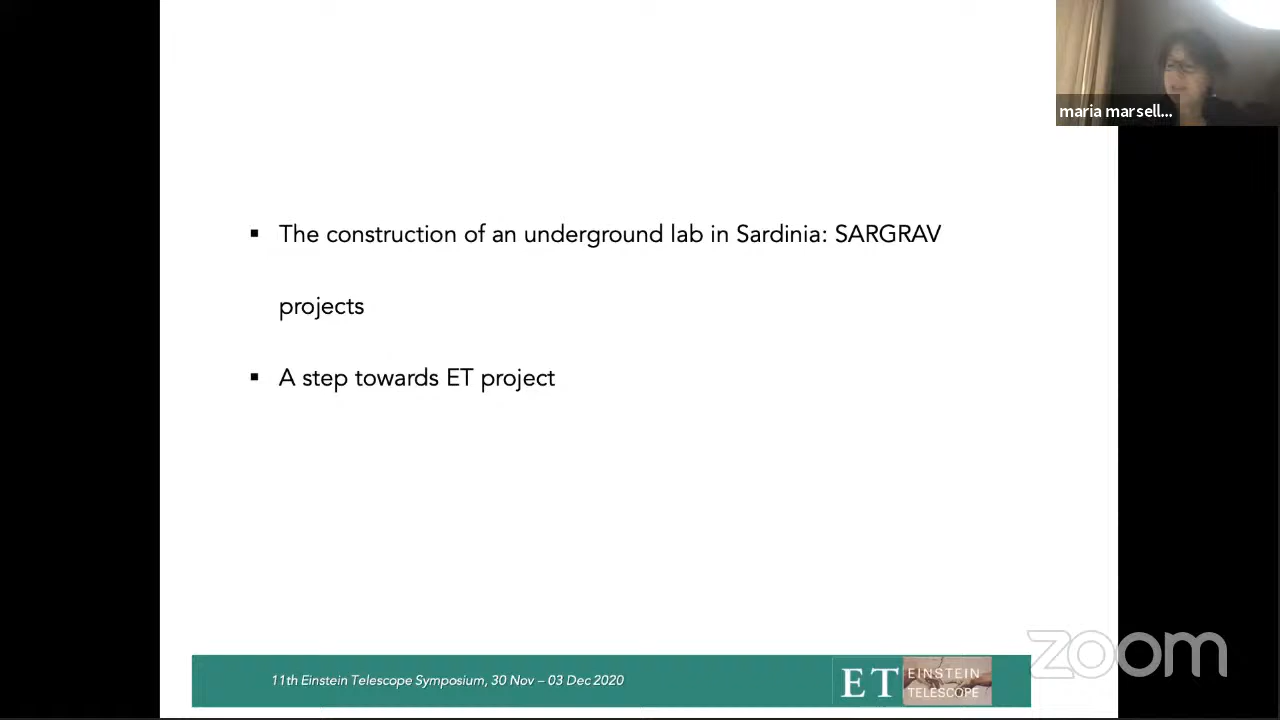 maria marsell...
▪ The construction of an underground lab in Sardinia: SARGRAV
projects
▪ A step towards ET project
11th Einstein Telescope Symposium, 30 Nov – 03 Dec 2020
ET EINSTEIN
TELESCOPE
zoom